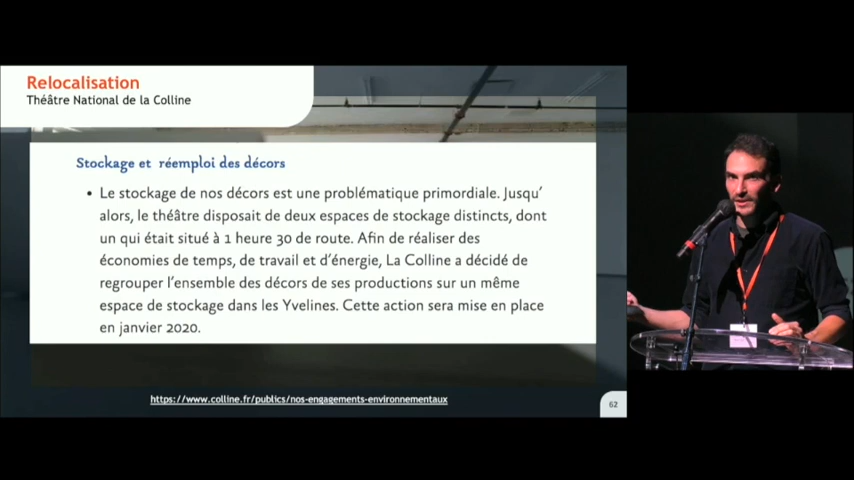 Relocalisation
Théâtre National de la Colline
Stockage et réemploi des décors
• Le stockage de nos décors est une problématique primordiale. Jusqu'
alors, le théâtre disposait de deux espaces de stockage distincts, dont
un qui était situé à 1 heure 30 de route. Afin de réaliser des
économies de temps, de travail et d'énergie, La Colline a décidé de
regrouper l'ensemble des décors de ses productions sur un même
espace de stockage dans les Yvelines. Cette action sera mise en place
en janvier 2020.
https://www.colline.fr/publics/nos-engagements-environnementaux
62